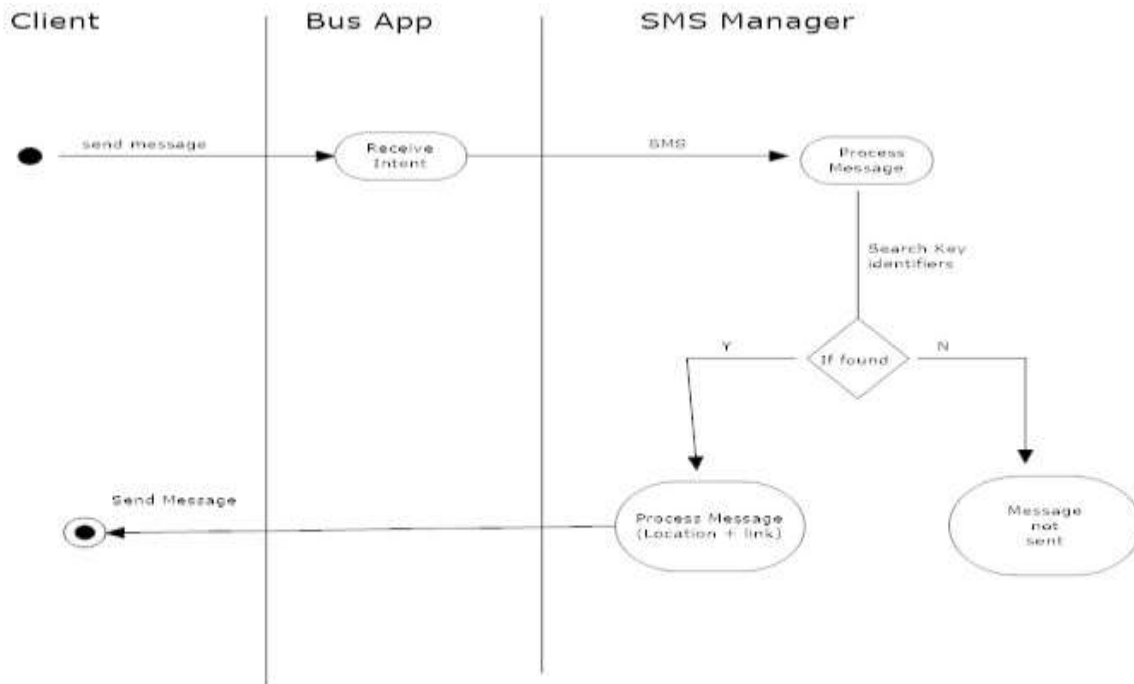 Client
Bus App
SMS Manager
send message
Receive
Intent
SMS
Process
Message
Search Key
identifiers
Y
If found
N
Send Message
Process Message
(Location + link)
Message
not
sent